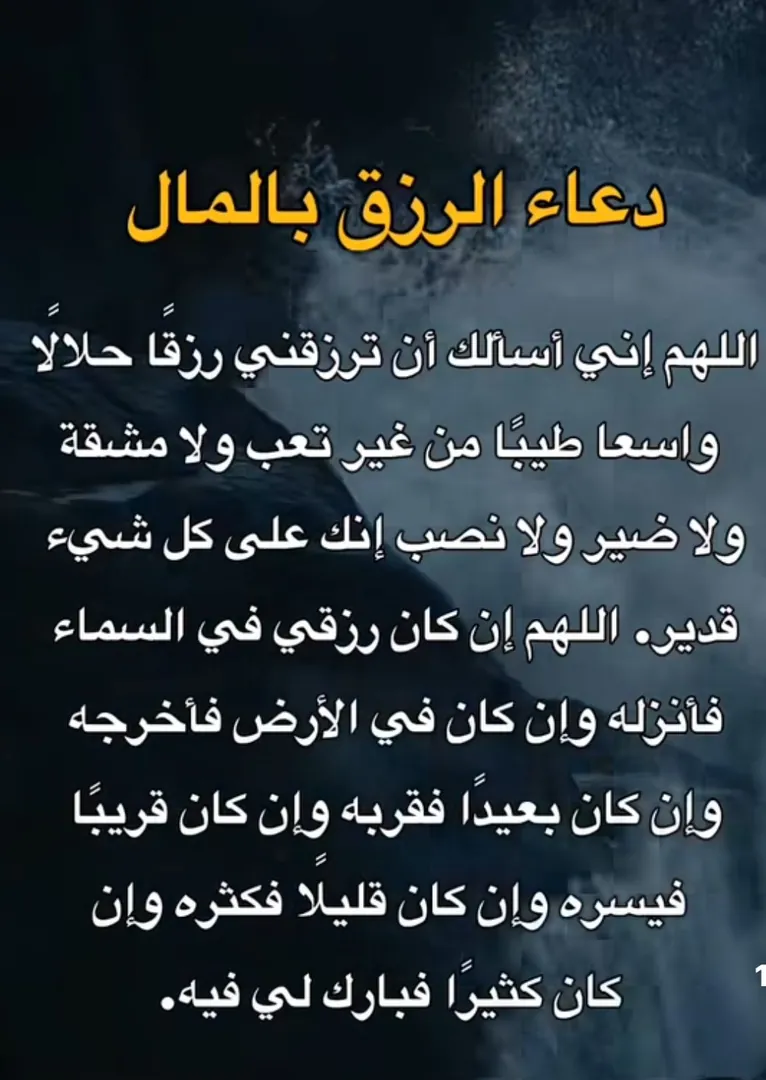 دعاء الرزق بالمال
اللهم إني أسألك أن ترزقني رزقًا حلالًا
واسعا طيبًا من غير تعب ولا مشقة
ولا ضير ولا نصب إنك على كل شيء
قدير. اللهم إن كان رزقي في السماء
فأنزله وإن كان في الأرض فأخرجه
وإن كان بعيدًا فقربه وإن كان قريبًا
فيسره وإن كان قليلًا فكثره وإن
كان كثيرًا فبارك لي فيه.
1